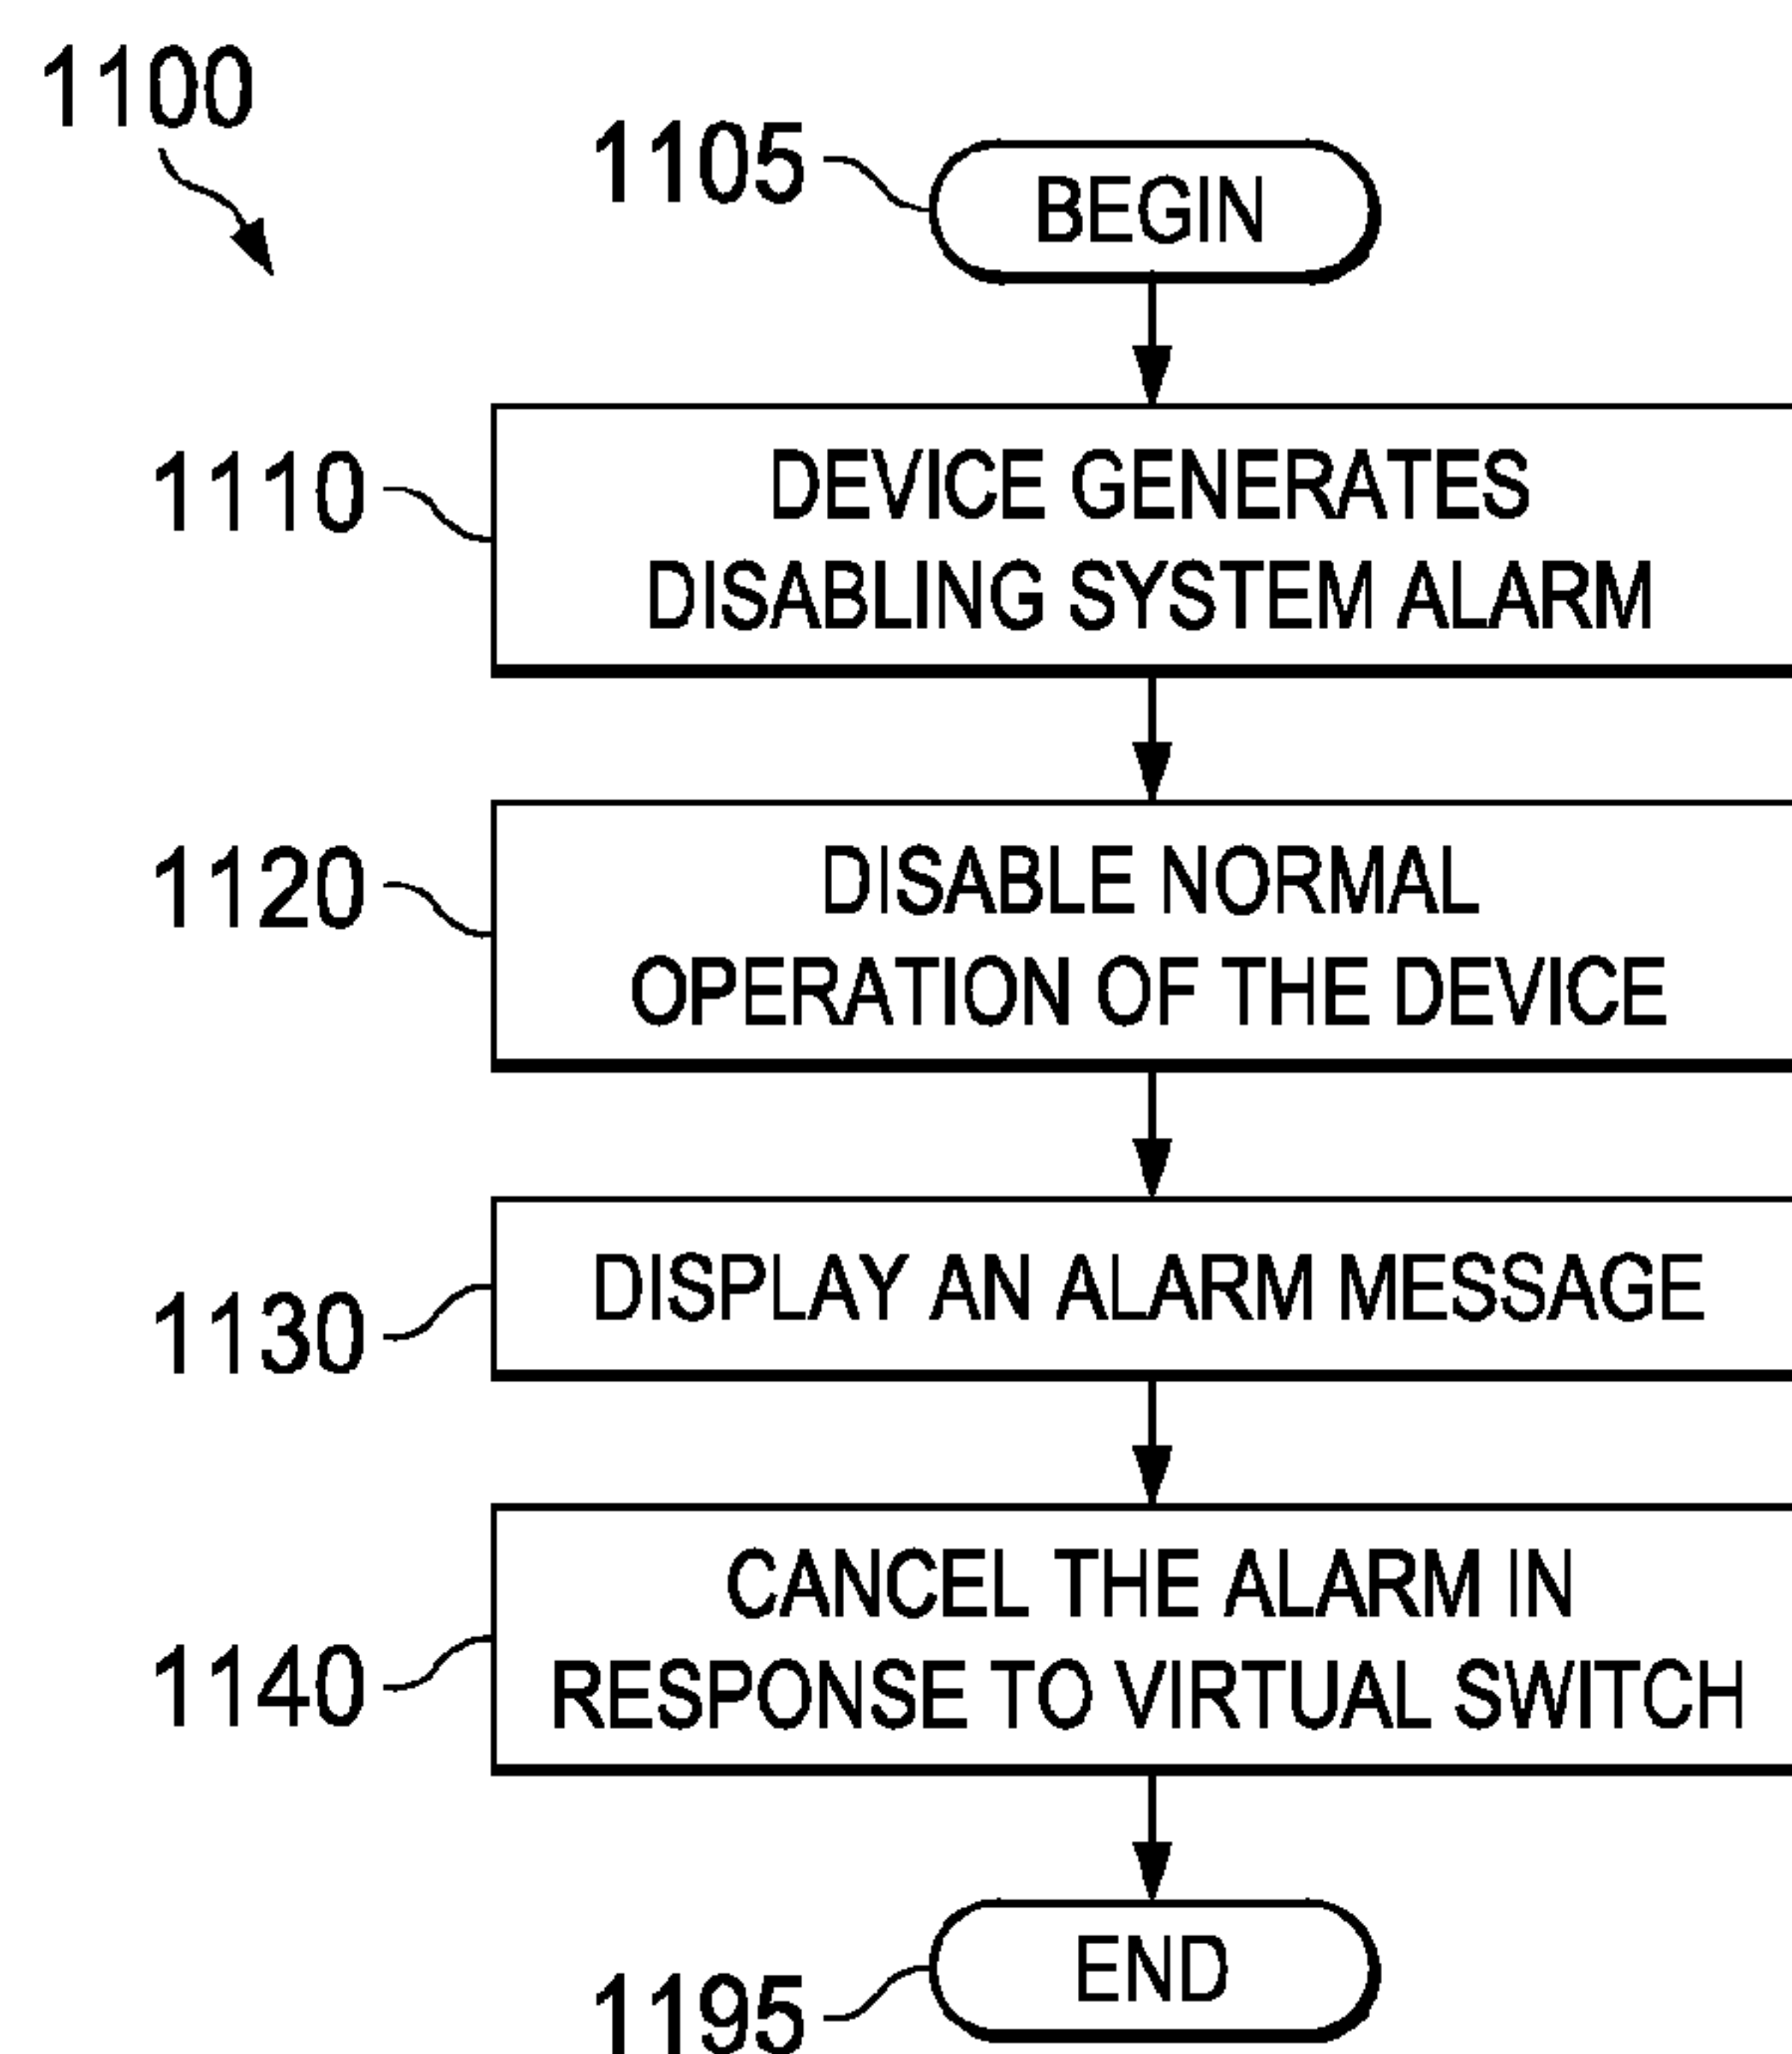 1100
1105
BEGIN
1110
DEVICE GENERATES
DISABLING SYSTEM ALARM
1120
DISABLE NORMAL
OPERATION OF THE DEVICE
1130
DISPLAY AN ALARM MESSAGE
1140
CANCEL THE ALARM IN
RESPONSE TO VIRTUAL SWITCH
1195
END